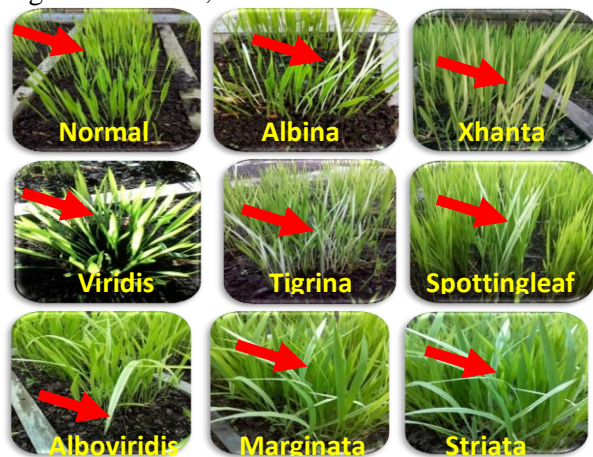 Normal
Albina
Xhanta
Viridis
Tigrina
Spottingleaf
Alboviridis
Marginata
Striata